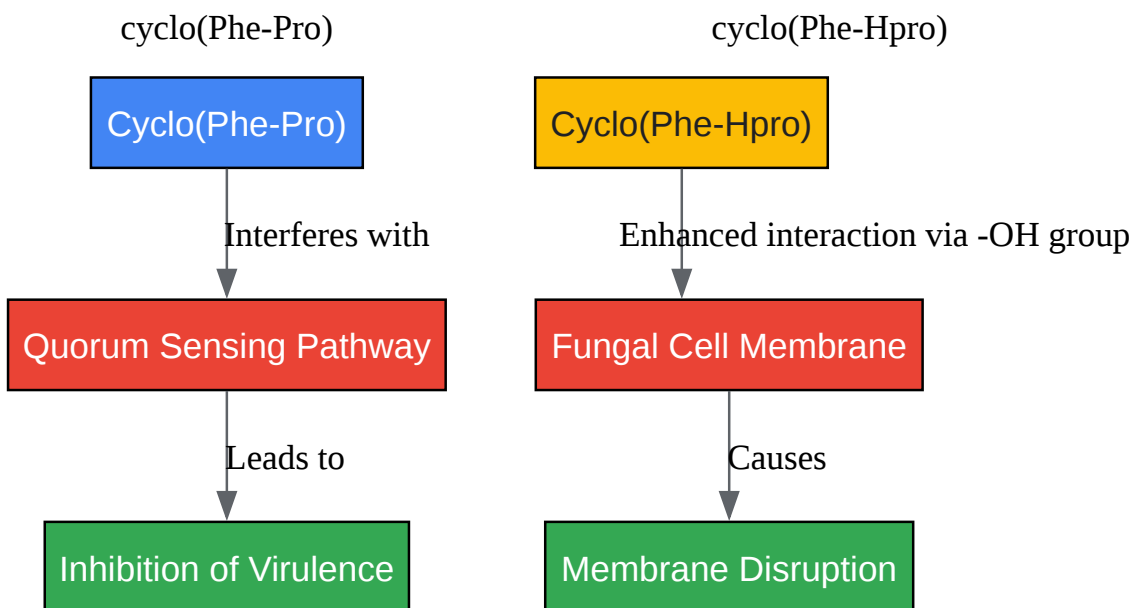 cyclo(Phe-Pro)
Cyclo(Phe-Pro)
Interferes with
Quorum Sensing Pathway
Leads to
Inhibition of Virulence
cyclo(Phe-Hpro)
Cyclo(Phe-Hpro)
Enhanced interaction via -OH group
Fungal Cell Membrane
Causes
Membrane Disruption